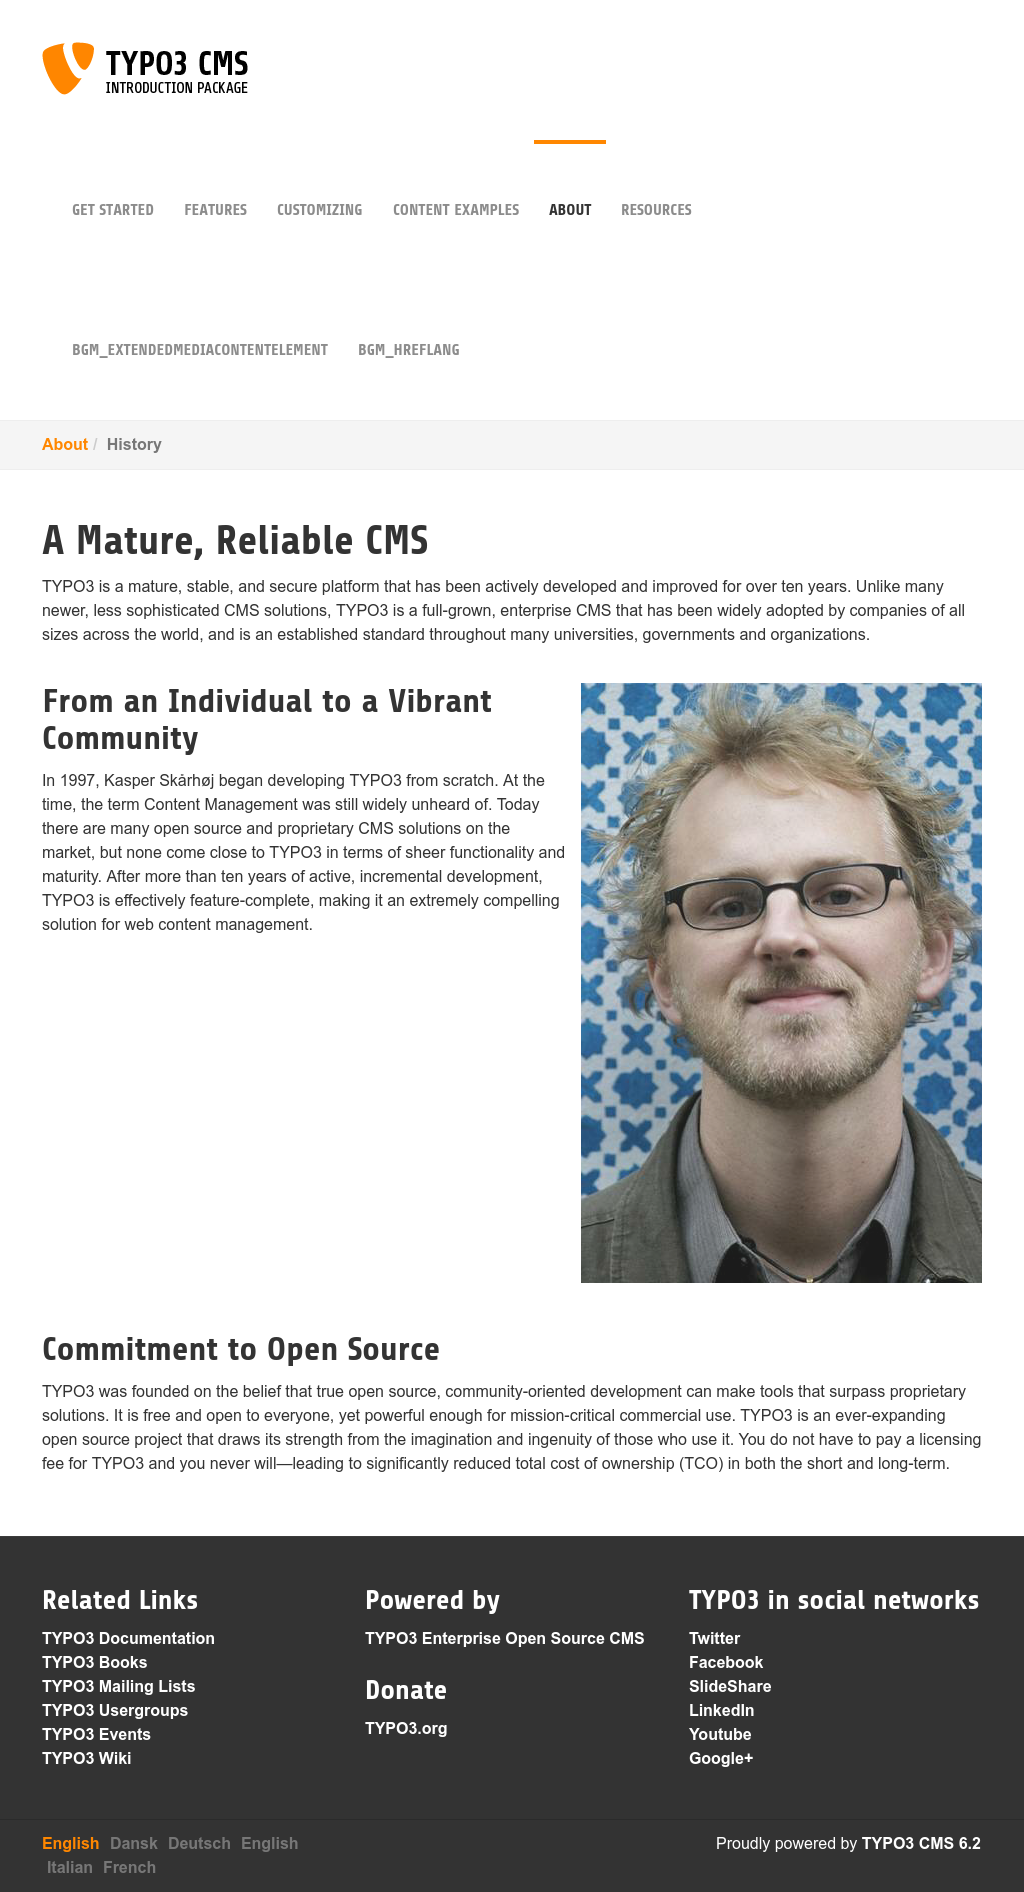 TYPO3 CMS
INTRODUCTION PACKAGE
GET STARTED FEATURES CUSTOMIZING CONTENT EXAMPLES ABOUT RESOURCES
BGM_EXTENDEDMEDIACONTENTELEMENT BGM_HREFLANG
About / History
A Mature, Reliable CMS
TYPO3 is a mature, stable, and secure platform that has been actively developed and improved for over ten years. Unlike many
newer, less sophisticated CMS solutions, TYPO3 is a full-grown, enterprise CMS that has been widely adopted by companies of all
sizes across the world, and is an established standard throughout many universities, governments and organizations.
From an Individual to a Vibrant
Community
In 1997, Kasper Skårhøj began developing TYPO3 from scratch. At the
time, the term Content Management was still widely unheard of. Today
there are many open source and proprietary CMS solutions on the
market, but none come close to TYPO3 in terms of sheer functionality and
maturity. After more than ten years of active, incremental development,
TYPO3 is effectively feature-complete, making it an extremely compelling
solution for web content management.
Commitment to Open Source
TYPO3 was founded on the belief that true open source, community-oriented development can make tools that surpass proprietary
solutions. It is free and open to everyone, yet powerful enough for mission-critical commercial use. TYPO3 is an ever-expanding
open source project that draws its strength from the imagination and ingenuity of those who use it. You do not have to pay a licensing
fee for TYPO3 and you never will—leading to significantly reduced total cost of ownership (TCO) in both the short and long-term.
Related Links
TYPO3 Documentation
TYPO3 Books
TYPO3 Mailing Lists
TYPO3 Usergroups
TYPO3 Events
TYPO3 Wiki
Powered by
TYPO3 Enterprise Open Source CMS
Donate
TYPO3.org
TYPO3 in social networks
Twitter
Facebook
SlideShare
LinkedIn
Youtube
Google+
English Dansk Deutsch English
Italian French
Proudly powered by TYPO3 CMS 6.2